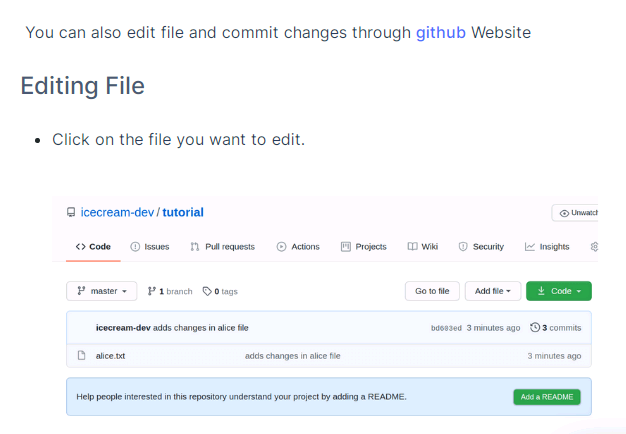 You can also edit file and commit changes through github Website
Editing File
• Click on the file you want to edit.
icecream-dev / tutorial
Unwatch
<> Code Issues Pull requests Actions Projects Wiki Security Insights
master 1 branch 0 tags Go to file Add file Code
icecream-dev adds changes in alice file bd603ed 3 minutes ago 3 commits
alice.txt adds changes in alice file 3 minutes ago
Help people interested in this repository understand your project by adding a README. Add a README